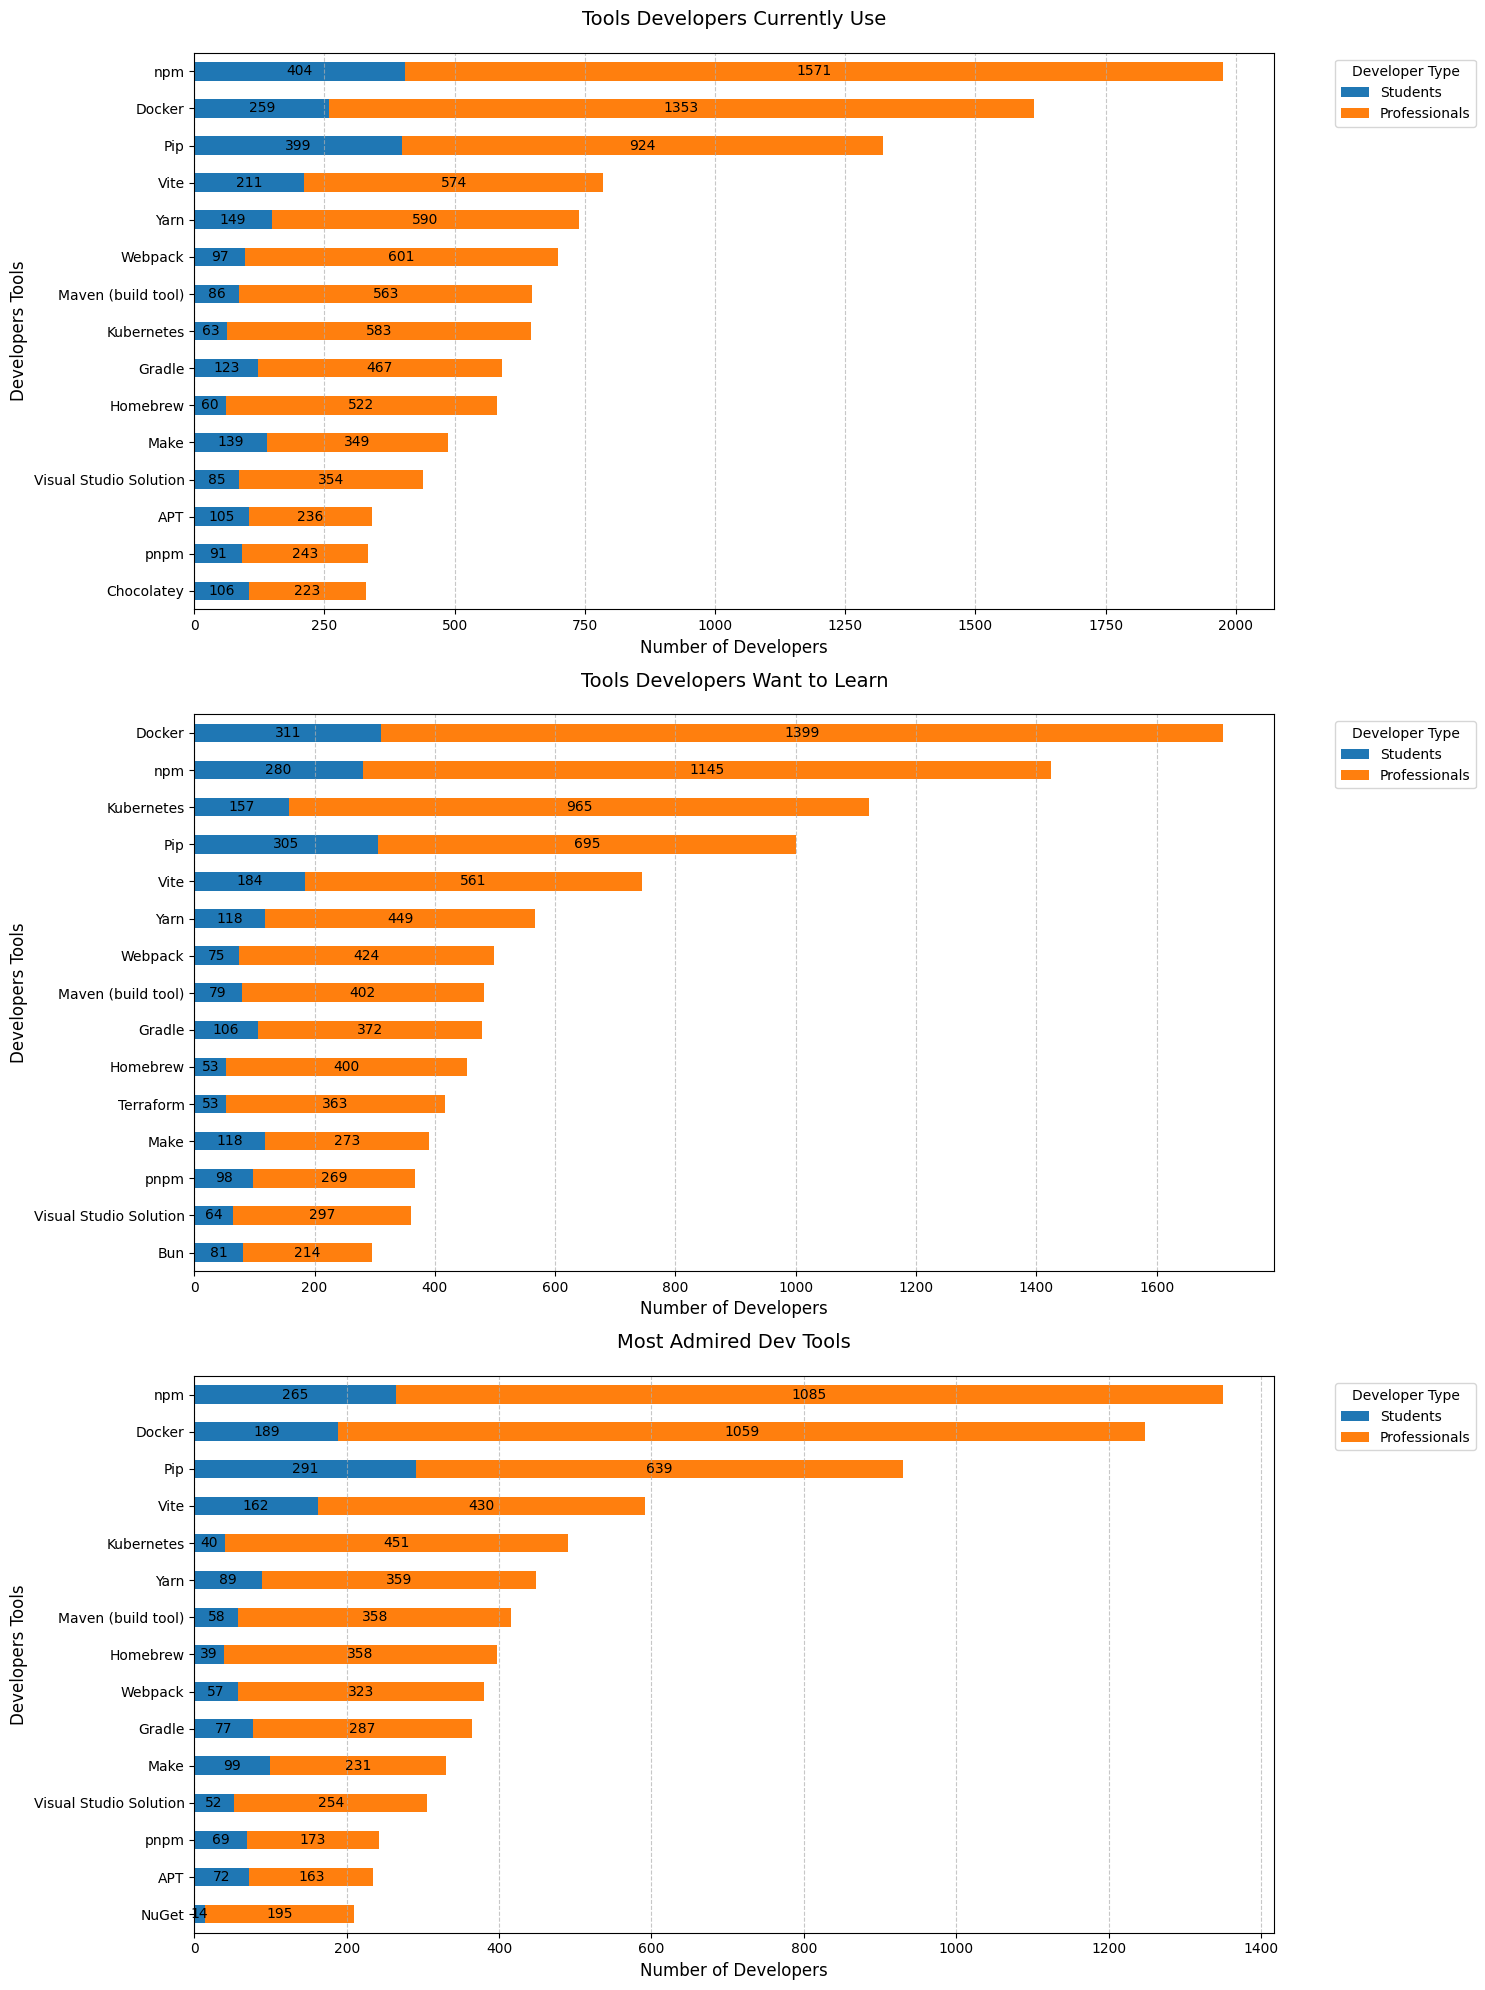 Tools Developers Currently Use
Developers Tools
npm 404 1571
Docker 259 1353
Pip 399 924
Vite 211 574
Yarn 149 590
Webpack 97 601
Maven (build tool) 86 563
Kubernetes 63 583
Gradle 123 467
Homebrew 60 522
Make 139 349
Visual Studio Solution 85 354
APT 105 236
pnpm 91 243
Chocolatey 106 223
0 250 500 750 1000 1250 1500 1750 2000
Number of Developers
Developer Type
Students
Professionals
Tools Developers Want to Learn
Developers Tools
Docker 311 1399
npm 280 1145
Kubernetes 157 965
Pip 305 695
Vite 184 561
Yarn 118 449
Webpack 75 424
Maven (build tool) 79 402
Gradle 106 372
Homebrew 53 400
Terraform 53 363
Make 118 273
pnpm 98 269
Visual Studio Solution 64 297
Bun 81 214
0 200 400 600 800 1000 1200 1400 1600
Number of Developers
Developer Type
Students
Professionals
Most Admired Dev Tools
Developers Tools
npm 265 1085
Docker 189 1059
Pip 291 639
Vite 162 430
Kubernetes 40 451
Yarn 89 359
Maven (build tool) 58 358
Homebrew 39 358
Webpack 57 323
Gradle 77 287
Make 99 231
Visual Studio Solution 52 254
pnpm 69 173
APT 72 163
NuGet 14 195
0 200 400 600 800 1000 1200 1400
Number of Developers
Developer Type
Students
Professionals